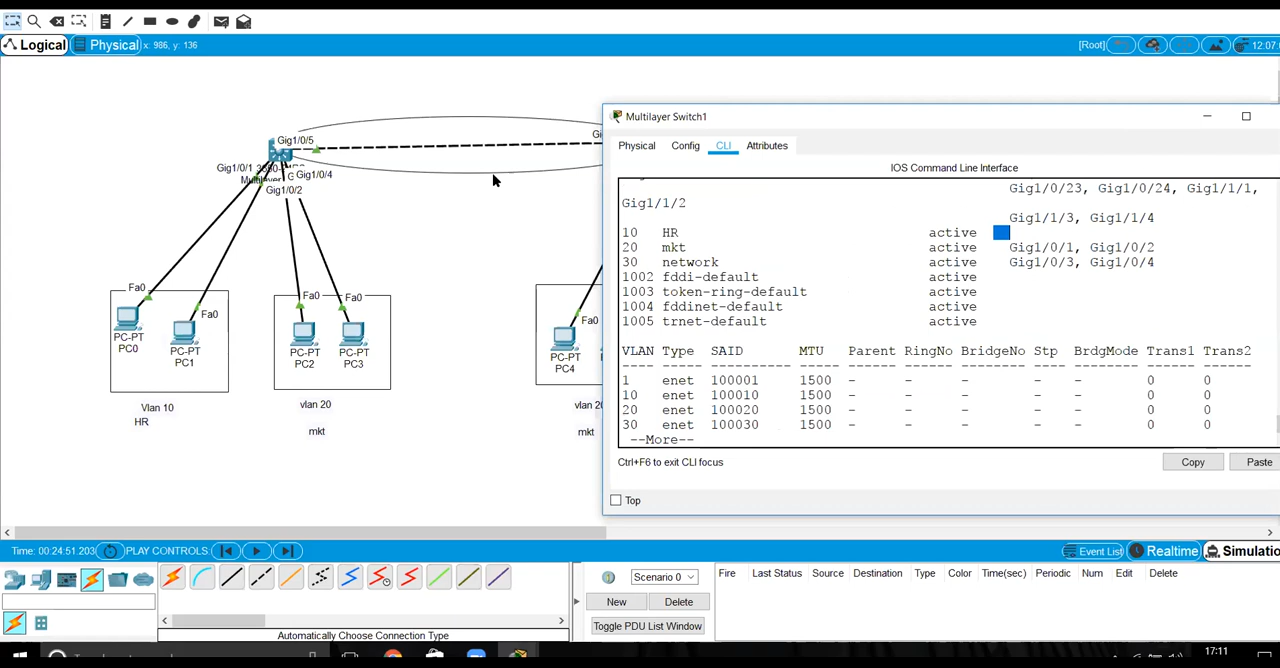 Logical
Physical
x: 986, y: 136
[Root]
12:07:
Gig1/0/5
Gig1/0/1
Gig1/0/4
Gig1/0/2
Fa0
Fa0
Fa0
Fa0
PC-PT
PC0
PC-PT
PC1
PC-PT
PC2
PC-PT
PC3
Vlan 10
HR
vlan 20
mkt
Fa0
PC-PT
PC4
vlan 20
mkt
Multilayer Switch1
Physical
Config
CLI
Attributes
IOS Command Line Interface
Gig1/0/23, Gig1/0/24, Gig1/1/1,
Gig1/1/2
Gig1/1/3, Gig1/1/4
10 HR active
20 mkt active Gig1/0/1, Gig1/0/2
30 network active Gig1/0/3, Gig1/0/4
1002 fddi-default active
1003 token-ring-default active
1004 fddinet-default active
1005 trnet-default active
VLAN Type SAID MTU Parent RingNo BridgeNo Stp BrdgMode Trans1 Trans2
---- ----- ---------- ----- ------ ------ -------- ---- -------- ------ ------
1 enet 100001 1500 - - - - - 0 0
10 enet 100010 1500 - - - - - 0 0
20 enet 100020 1500 - - - - - 0 0
30 enet 100030 1500 - - - - - 0 0
--More--
Ctrl+F6 to exit CLI focus
Copy
Paste
Top
Time: 00:24:51.203
PLAY CONTROLS:
Event List
Realtime
Simulatio
Scenario 0
New
Delete
Toggle PDU List Window
Fire Last Status Source Destination Type Color Time(sec) Periodic Num Edit Delete
Automatically Choose Connection Type
17:11